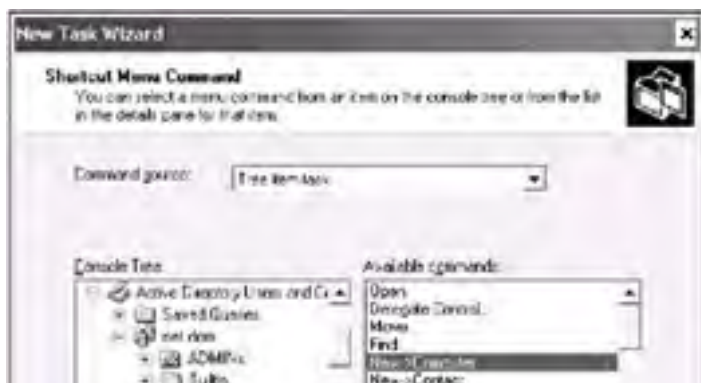 New Task Wizard
Shortcut Menu Command
You can select a menu command from an item on the console tree or from the list
in the details pane for that item.
Command source:
Tree item task
Console Tree
Available commands:
Active Directory Users and
Saved Queries
Open
Delegate Control...
Move
Find
New->Computer
New->Contact
Builtin